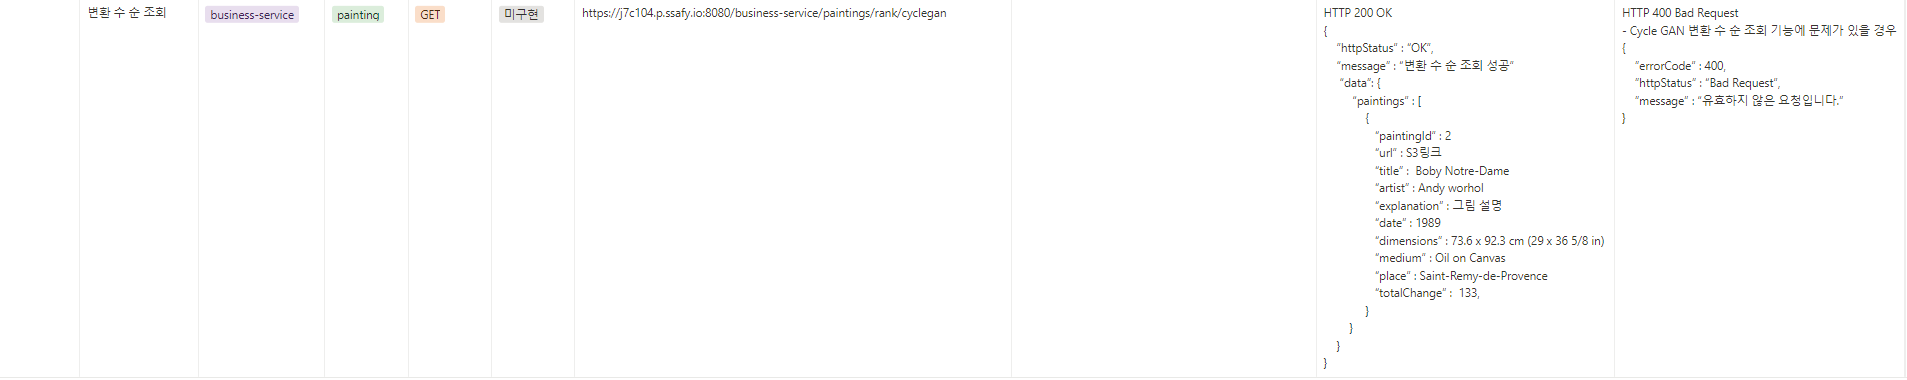 변환 수 순 조회
business-service
painting
GET
미구현
https://j7c104.p.ssafy.io:8080/business-service/paintings/rank/cyclegan
HTTP 200 OK
{
"httpStatus" : "OK",
"message" : "변환 수 순 조회 성공"
"data": {
"paintings" : [
{
"paintingId" : 2
"url" : S3링크
"title" : Boby Notre-Dame
"artist" : Andy worhol
"explanation" : 그림 설명
"date" : 1989
"dimensions" : 73.6 x 92.3 cm (29 x 36 5/8 in)
"medium" : Oil on Canvas
"place" : Saint-Remy-de-Provence
"totalChange" : 133,
}
}
}
}
HTTP 400 Bad Request
- Cycle GAN 변환 수 순 조회 기능에 문제가 있을 경우
{
"errorCode" : 400,
"httpStatus" : "Bad Request",
"message" : "유효하지 않은 요청입니다."
}